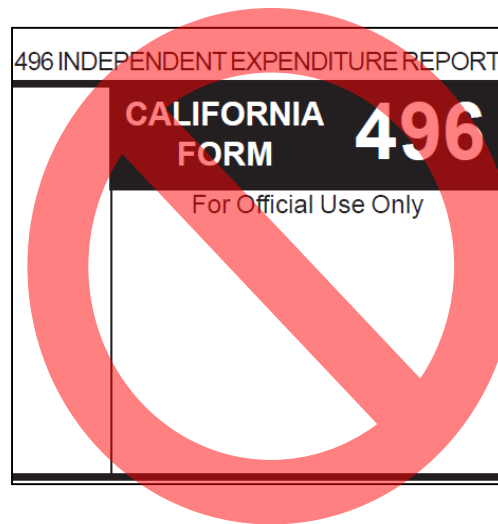 496 INDEPENDENT EXPENDITURE REPORT
CALIFORNIA
FORM
496
For Official Use Only